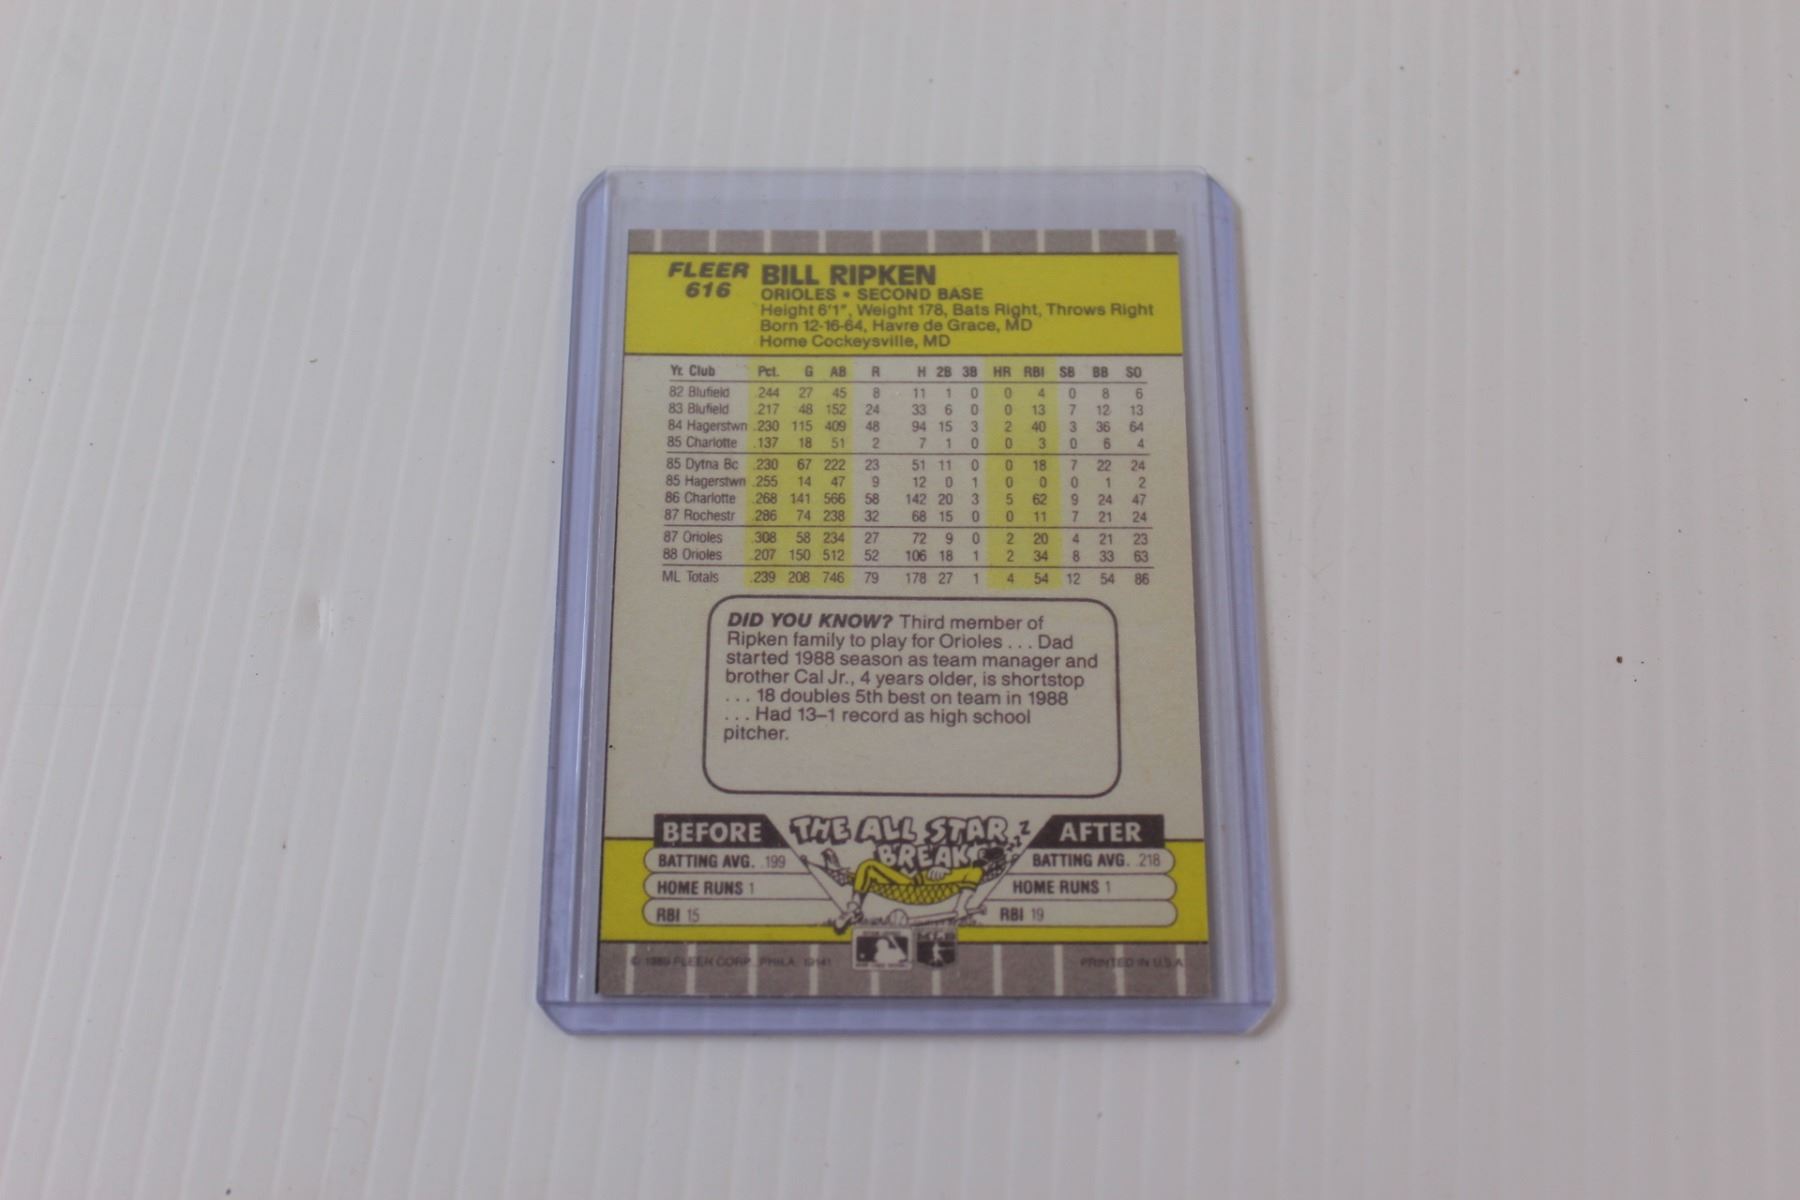 FLEER
616
BILL RIPKEN
ORIOLES • SECOND BASE
Height 6'1", Weight 178, Bats Right, Throws Right
Born 12-16-64, Havre de Grace, MD
Home Cockeysville, MD
Yr. Club Pct. G AB R H 2B 3B HR RBI SB BB SO
82 Blufield .244 27 45 8 11 1 0 0 4 0 8 6
83 Blufield .217 48 152 24 33 6 0 0 13 7 12 13
84 Hagerstwn .230 115 409 48 94 15 3 2 40 3 36 64
85 Charlotte .137 18 51 2 7 1 0 0 3 0 6 4
85 Dytna Bc .230 67 222 23 51 11 0 0 18 7 22 24
85 Hagerstwn .255 14 47 9 12 0 1 0 0 0 1 2
86 Charlotte .268 141 566 58 142 20 3 5 62 9 24 47
87 Rochestr .286 74 238 32 68 15 0 0 11 7 21 24
87 Orioles .308 58 234 27 72 9 0 2 20 4 21 23
88 Orioles .207 150 512 52 106 18 1 2 34 8 33 63
ML Totals .239 208 746 79 178 27 1 4 54 12 54 86
DID YOU KNOW? Third member of
Ripken family to play for Orioles . . . Dad
started 1988 season as team manager and
brother Cal Jr., 4 years older, is shortstop
. . . 18 doubles 5th best on team in 1988
. . . Had 13–1 record as high school
pitcher.
BEFORE THE ALL STAR BREAK AFTER
BATTING AVG. .199
HOME RUNS 1
RBI 15
Z Z Z
BATTING AVG. .218
HOME RUNS 1
RBI 19
© 1989 FLEER CORP., PHILA. 19141
PRINTED IN U.S.A.